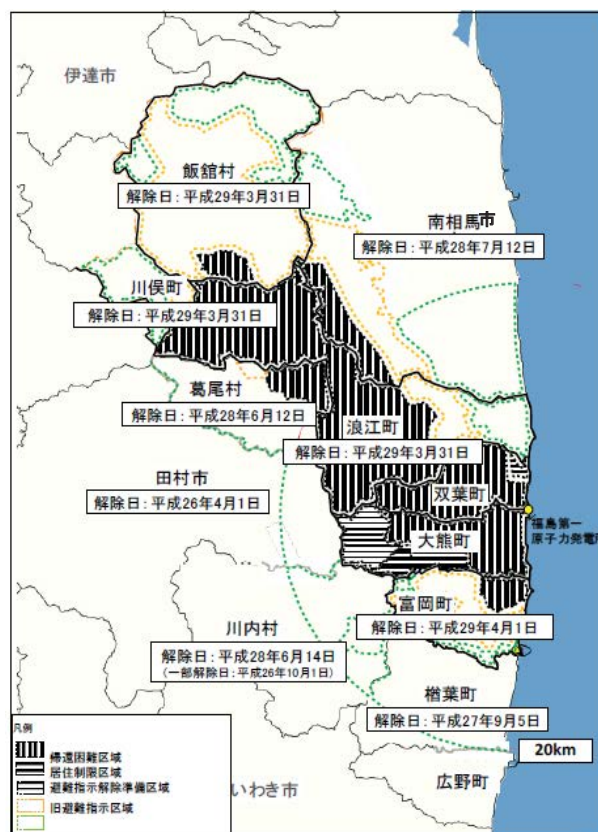 伊達市
飯舘村
解除日：平成29年3月31日
南相馬市
解除日：平成28年7月12日
川俣町
解除日：平成29年3月31日
葛尾村
解除日：平成28年6月12日
浪江町
解除日：平成29年3月31日
田村市
解除日：平成26年4月1日
双葉町
福島第一
原子力発電所
大熊町
富岡町
解除日：平成29年4月1日
川内村
解除日：平成28年6月14日
（一部解除日：平成26年10月1日）
楢葉町
解除日：平成27年9月5日
20km
広野町
いわき市
凡例
帰還困難区域
居住制限区域
避難指示解除準備区域
旧避難指示区域